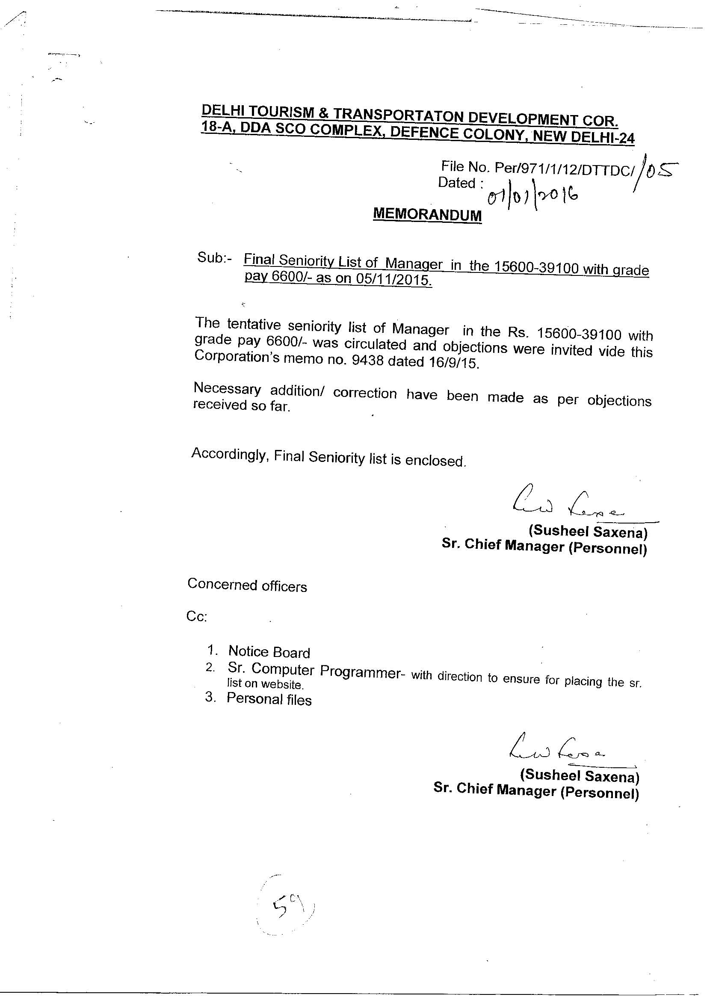 DELHI TOURISM & TRANSPORTATON DEVELOPMENT COR.
18-A, DDA SCO COMPLEX, DEFENCE COLONY, NEW DELHI-24
File No. Per/971/1/12/DTTDC/105
Dated : 01/01/2016
MEMORANDUM
Sub:- Final Seniority List of Manager in the 15600-39100 with grade
pay 6600/- as on 05/11/2015.
The tentative seniority list of Manager in the Rs. 15600-39100 with
grade pay 6600/- was circulated and objections were invited vide this
Corporation's memo no. 9438 dated 16/9/15.
Necessary addition/ correction have been made as per objections
received so far.
Accordingly, Final Seniority list is enclosed.
(Susheel Saxena)
Sr. Chief Manager (Personnel)
Concerned officers
Cc:
1. Notice Board
2. Sr. Computer Programmer- with direction to ensure for placing the sr.
list on website.
3. Personal files
(Susheel Saxena)
Sr. Chief Manager (Personnel)
59